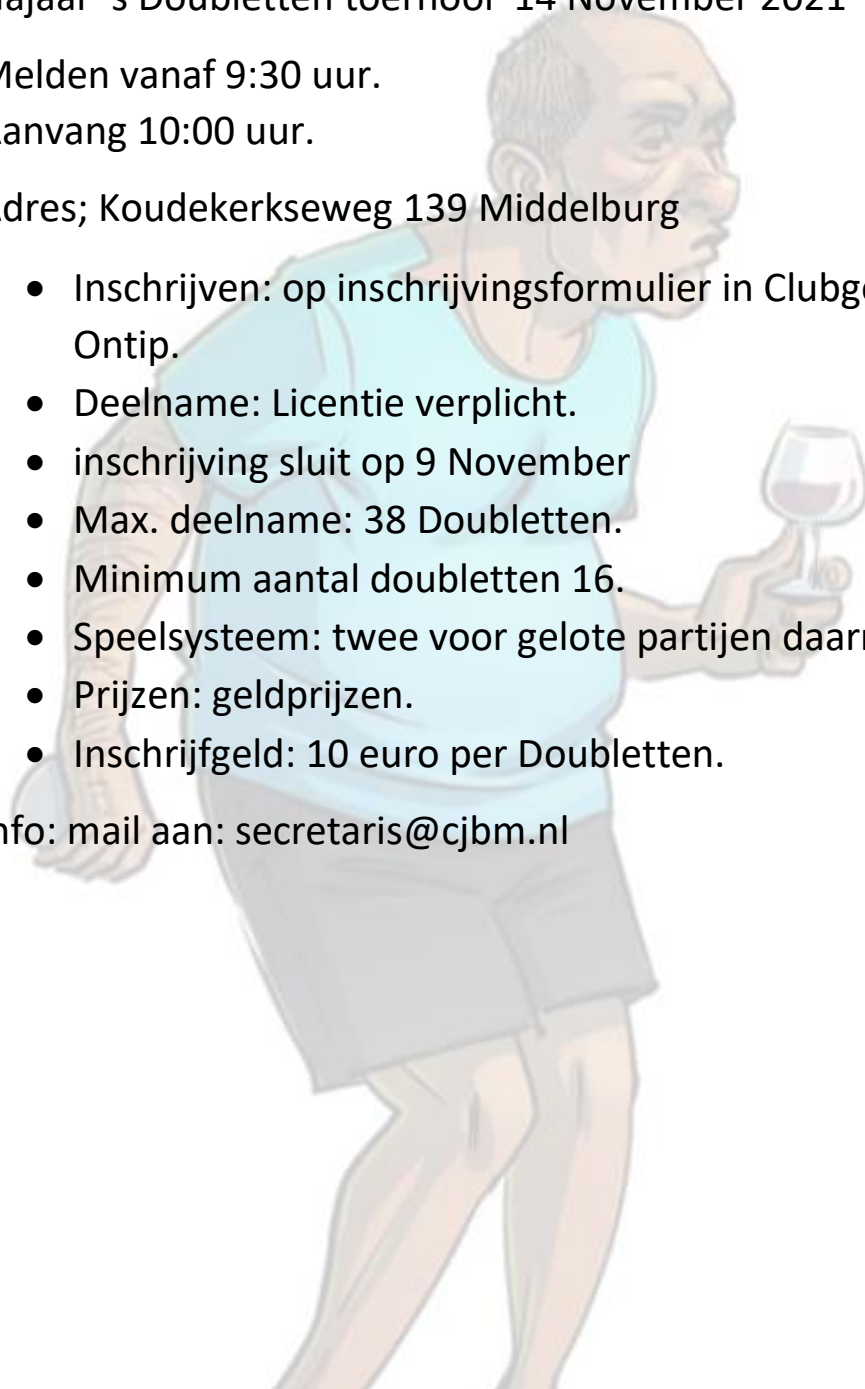 ajaar 's Doubletten toernooi 14 November 2021
Melden vanaf 9:30 uur.
anvang 10:00 uur.
dres; Koudekerkseweg 139 Middelburg
• Inschrijven: op inschrijvingsformulier in Clubge
Ontip.
• Deelname: Licentie verplicht.
• inschrijving sluit op 9 November
• Max. deelname: 38 Doubletten.
• Minimum aantal doubletten 16.
• Speelsysteem: twee voor gelote partijen daar
• Prijzen: geldprijzen.
• Inschrijfgeld: 10 euro per Doubletten.
nfo: mail aan: secretaris@cjbm.nl